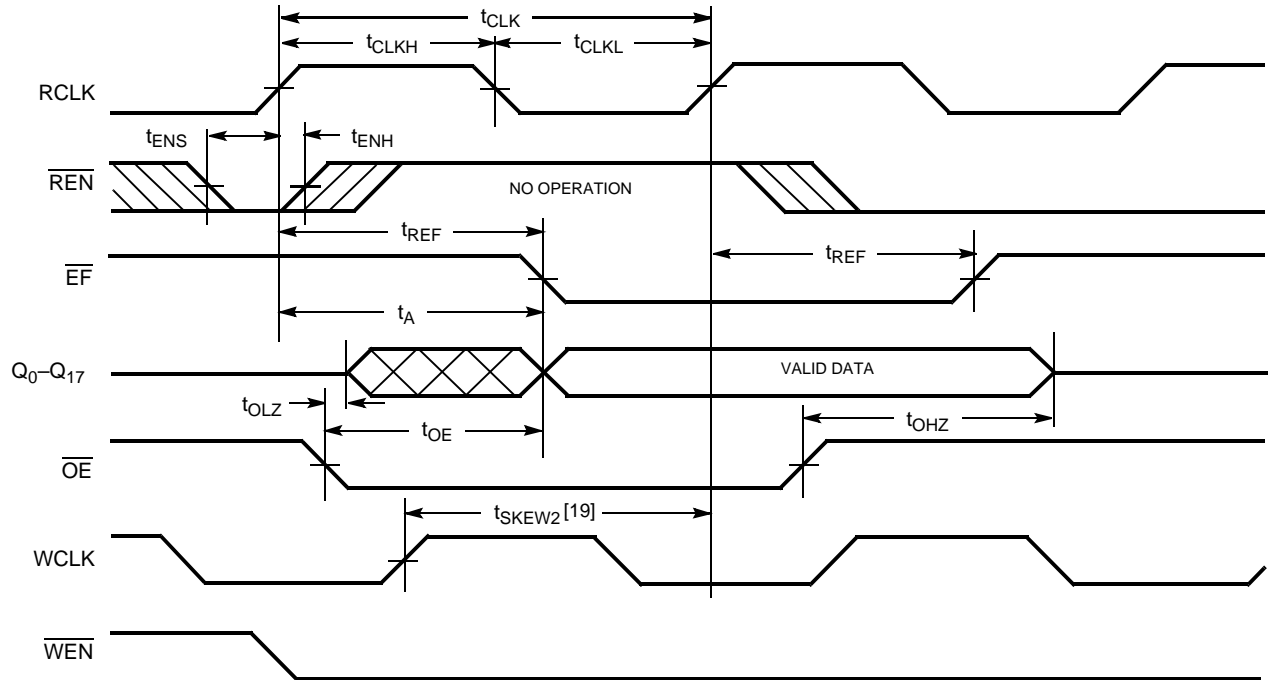 tCLK
tCLKH
tCLKL
RCLK
tENS
tENH
REN
NO OPERATION
tREF
tREF
EF
tA
Q0–Q17
VALID DATA
tOLZ
tOE
tOHZ
OE
tSKEW2 [19]
WCLK
WEN